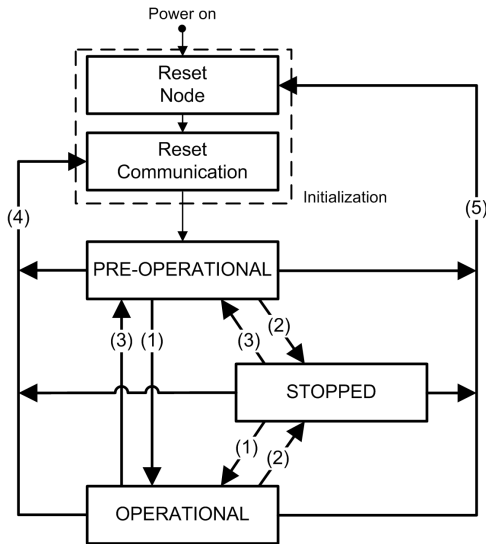 Power on
Reset
Node
Reset
Communication
Initialization
(4)
(5)
PRE-OPERATIONAL
(3)
(1)
(3)
(2)
STOPPED
(1)
(2)
OPERATIONAL